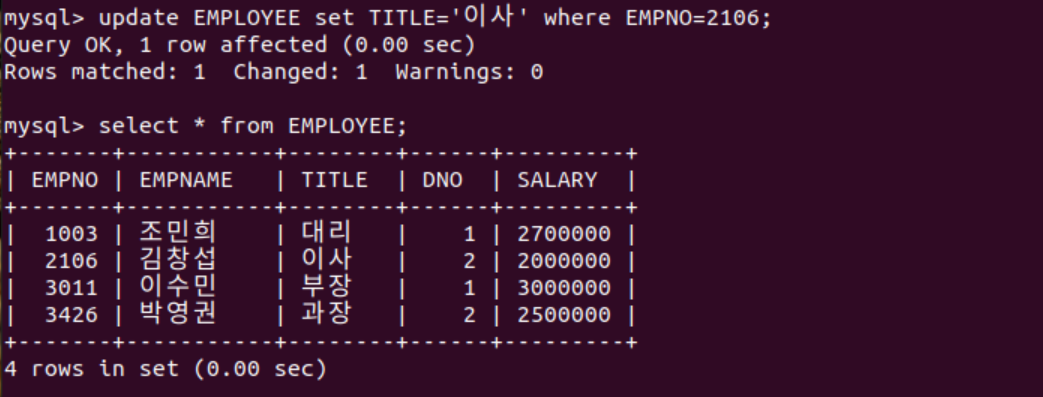 mysql> update EMPLOYEE set TITLE='이사' where EMPNO=2106;
Query OK, 1 row affected (0.00 sec)
Rows matched: 1  Changed: 1  Warnings: 0
mysql> select * from EMPLOYEE;
+-------+-----------+--------+------+---------+
| EMPNO | EMPNAME   | TITLE  | DNO  | SALARY  |
+-------+-----------+--------+------+---------+
|  1003 | 조민희    | 대리   |    1 | 2700000 |
|  2106 | 김창섭    | 이사   |    2 | 2000000 |
|  3011 | 이수민    | 부장   |    1 | 3000000 |
|  3426 | 박영권    | 과장   |    2 | 2500000 |
+-------+-----------+--------+------+---------+
4 rows in set (0.00 sec)